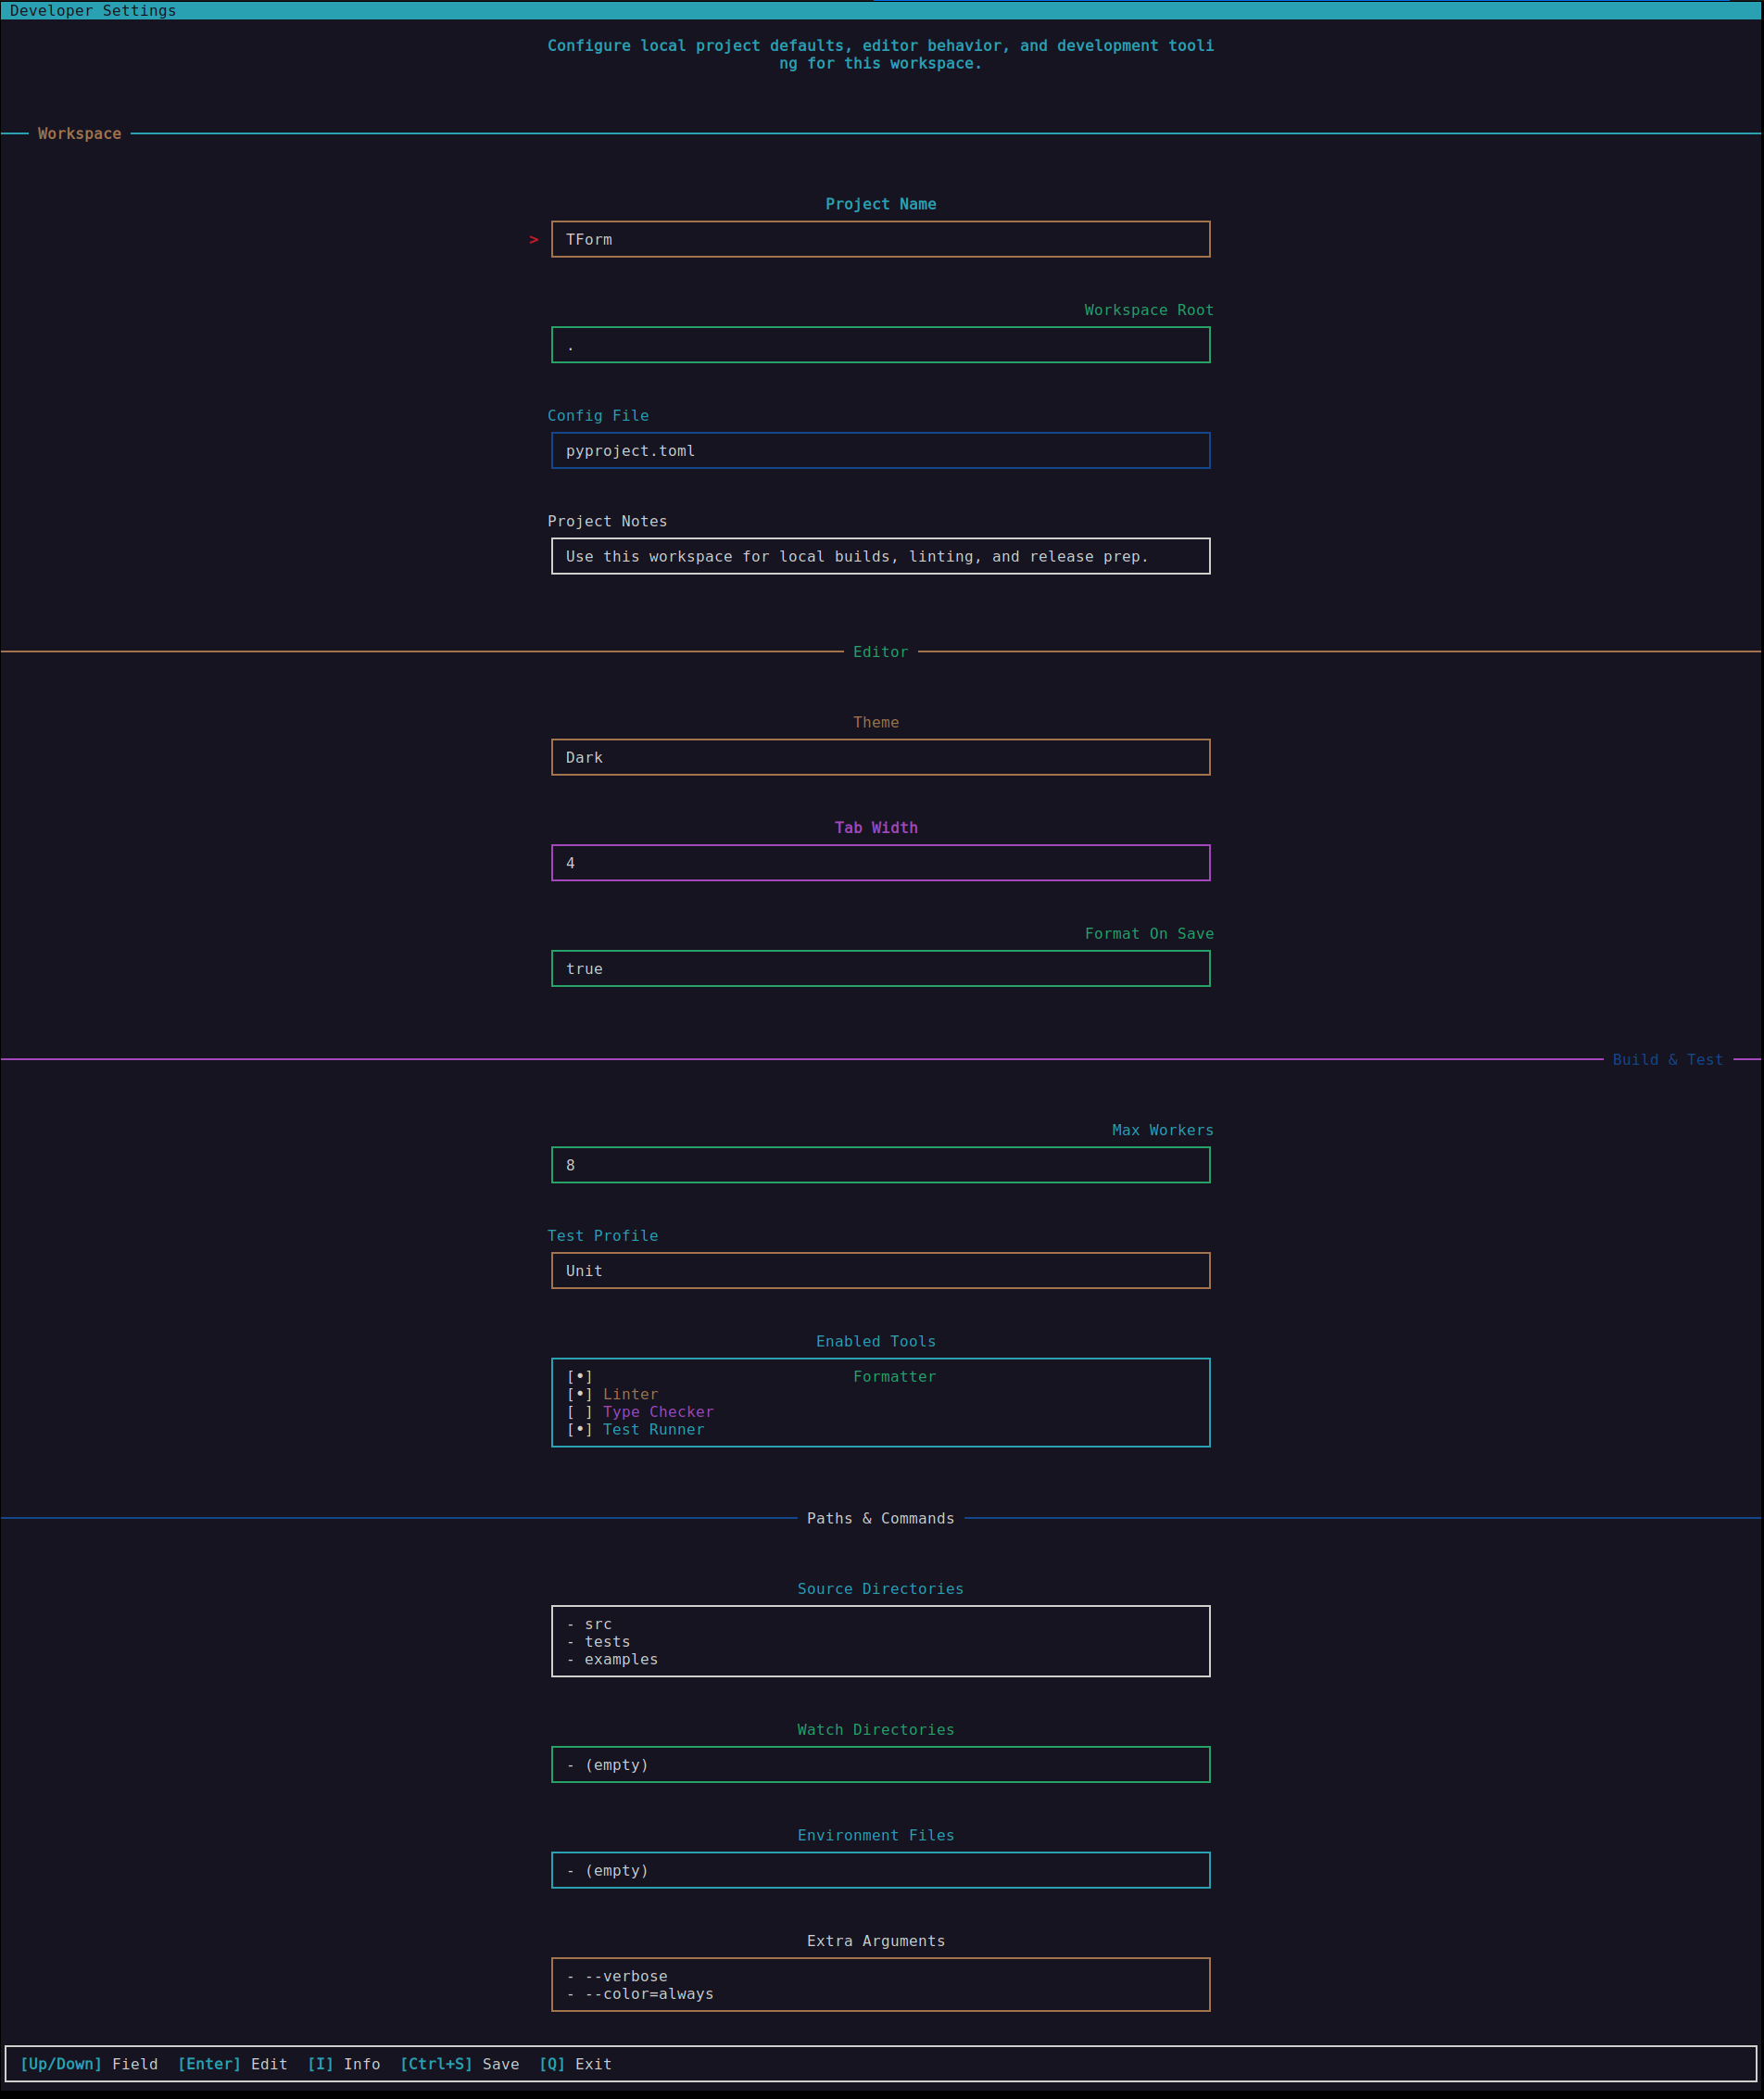 Developer Settings
Configure local project defaults, editor behavior, and development tooli
ng for this workspace.
Workspace
Project Name
> TForm
Workspace Root
.
Config File
pyproject.toml
Project Notes
Use this workspace for local builds, linting, and release prep.
Editor
Theme
Dark
Tab Width
4
Format On Save
true
Build & Test
Max Workers
8
Test Profile
Unit
Enabled Tools
[•] Formatter
[•] Linter
[ ] Type Checker
[•] Test Runner
Paths & Commands
Source Directories
- src
- tests
- examples
Watch Directories
- (empty)
Environment Files
- (empty)
Extra Arguments
- --verbose
- --color=always
[Up/Down] Field  [Enter] Edit  [I] Info  [Ctrl+S] Save  [Q] Exit